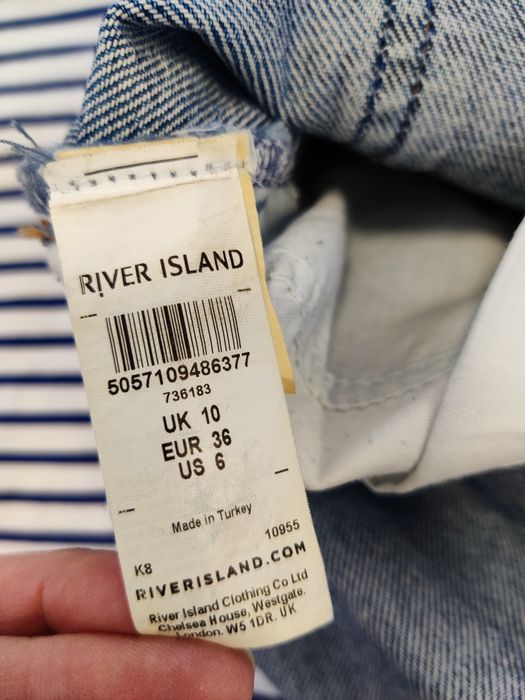 RIVER ISLAND
5057109486377
736183
UK 10
EUR 36
US 6
Made in Turkey
10955
K8
RIVERISLAND.COM
River Island Clothing Co Ltd
Chelsea House, Westgate,
London. W5 1DR. UK